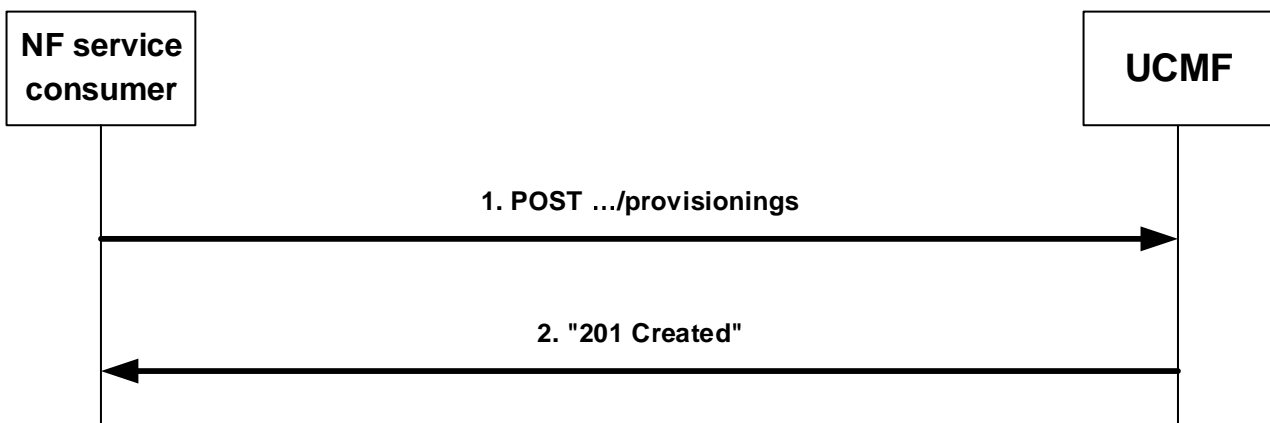 NF service
consumer
UCMF
1. POST …/provisionings
2. "201 Created"